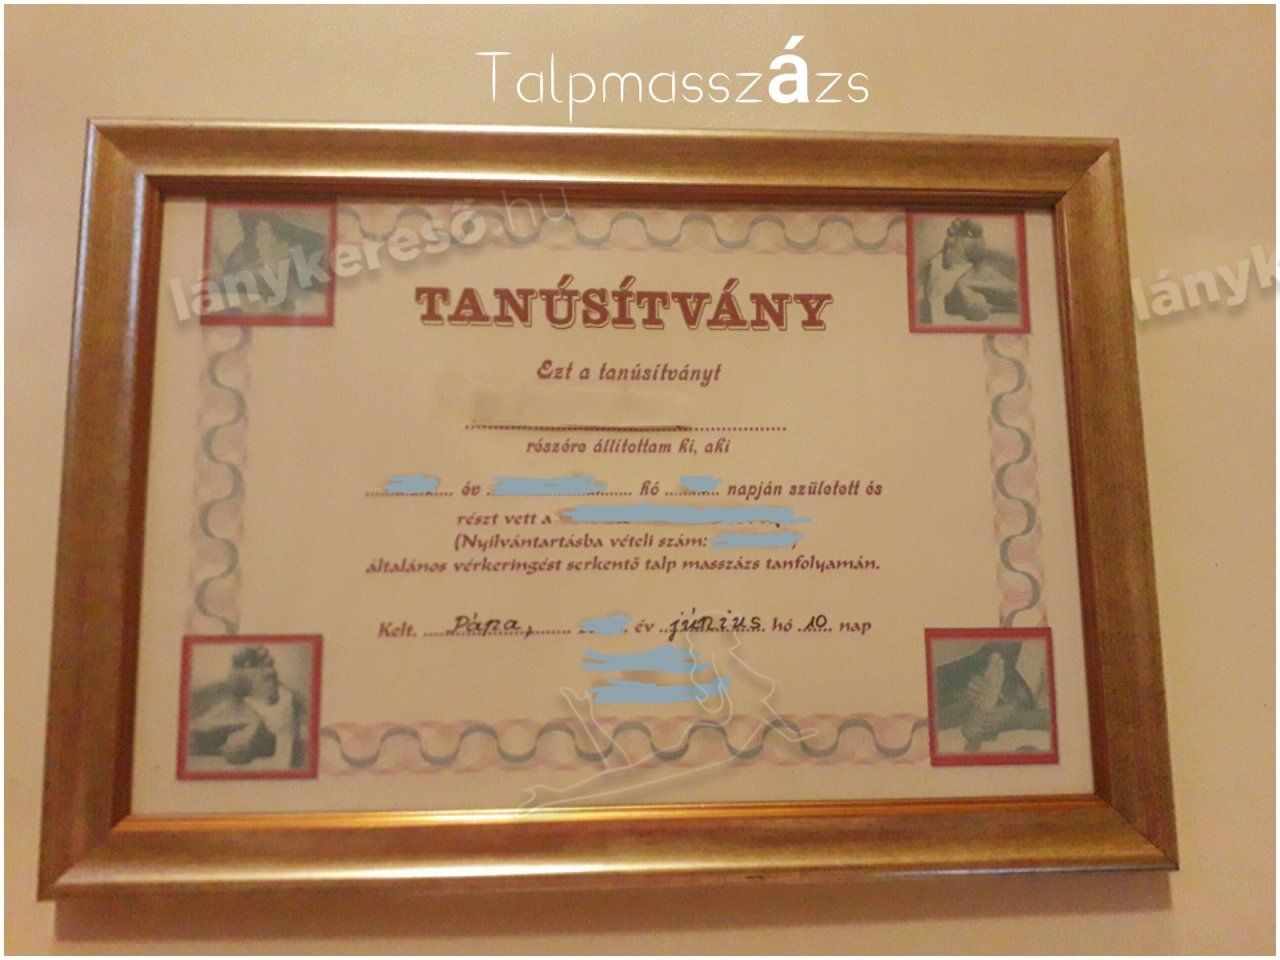 Talpmasszázs
lánykereső.hu
lányk
TANÚSÍTVÁNY
Ezt a tanúsítványt
részére állítottam ki, aki
év hó napján született és
részt vett a
(Nyilvántartásba vételi szám:
általános vérkeringést serkentő talp masszázs tanfolyamán.
Kelt. Pápa, év június hó 10 nap